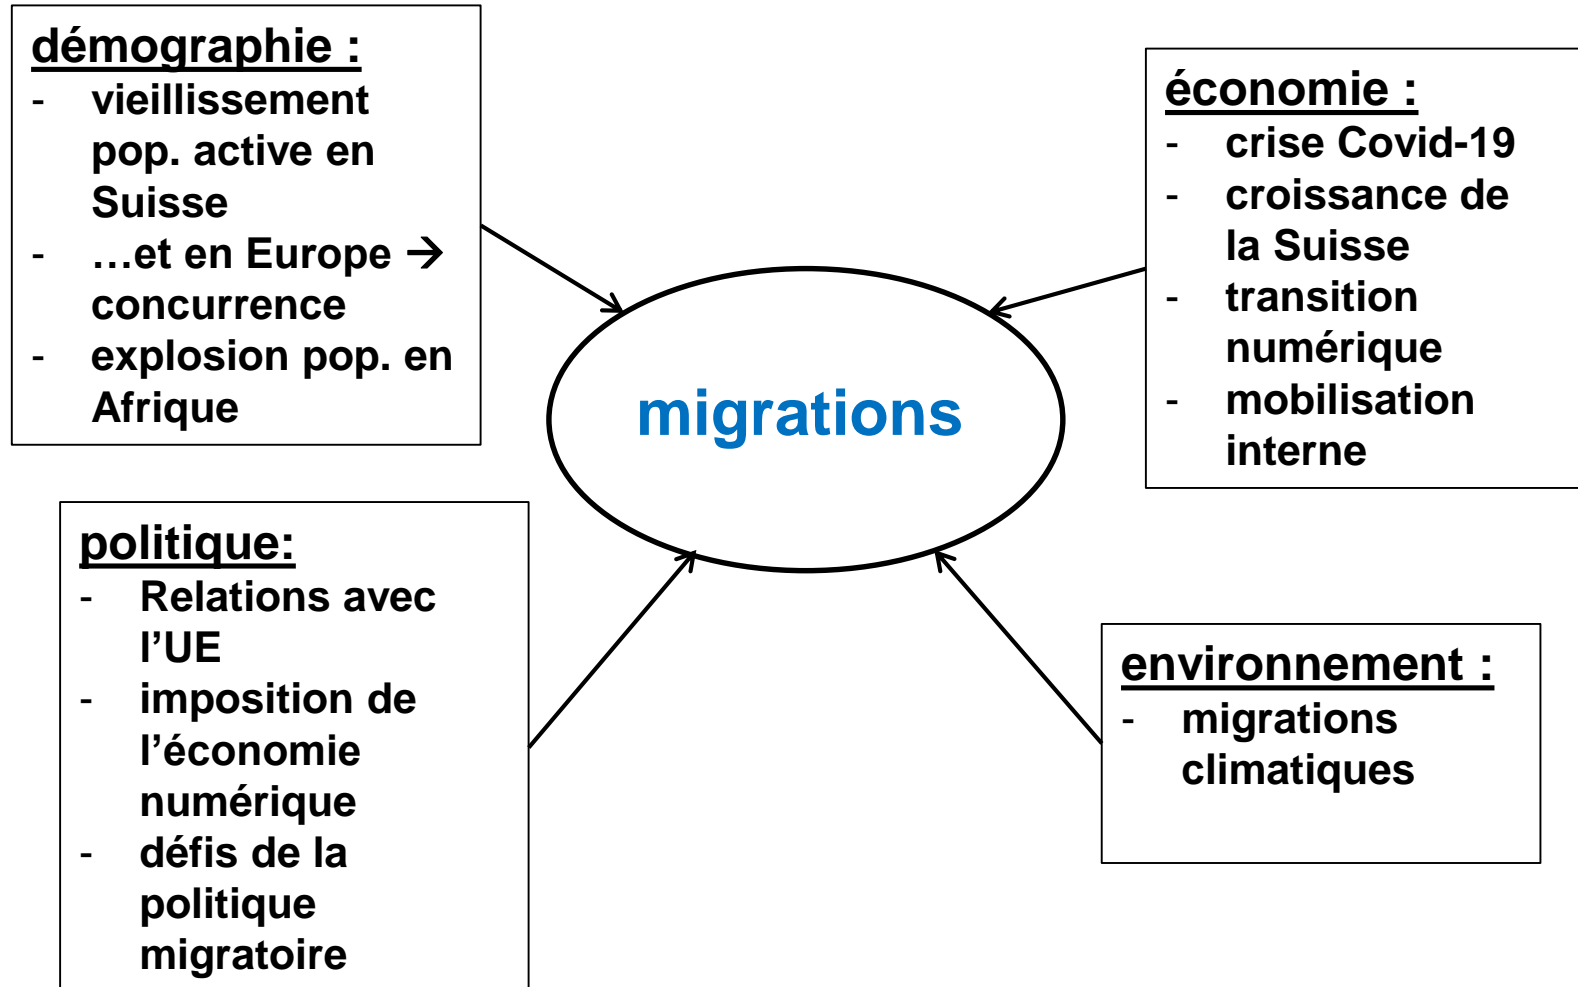 démographie :
- vieillissement
pop. active en
Suisse
- …et en Europe →
concurrence
- explosion pop. en
Afrique
économie :
- crise Covid-19
- croissance de
la Suisse
- transition
numérique
- mobilisation
interne
migrations
politique:
- Relations avec
l’UE
- imposition de
l’économie
numérique
- défis de la
politique
migratoire
environnement :
- migrations
climatiques